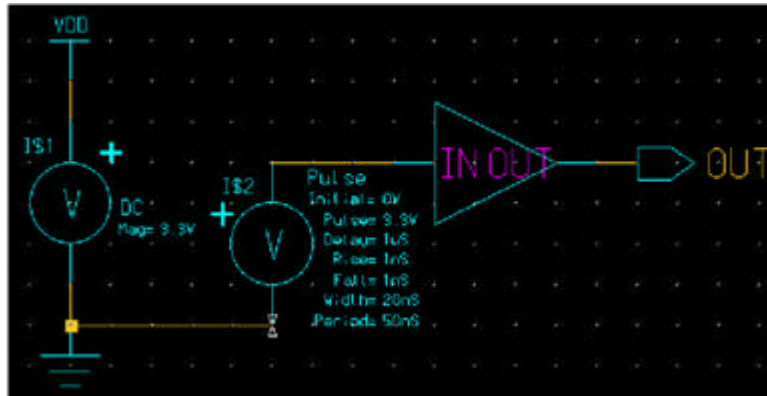 VDD
I$1
DC
Mag= 3.3V
I$2
Pulse
Initial= 0V
Pulse= 3.3V
Delay= 1uS
Rise= 1nS
Fall= 1nS
Width= 20nS
Period= 50nS
IN OUT
OUT
V
V